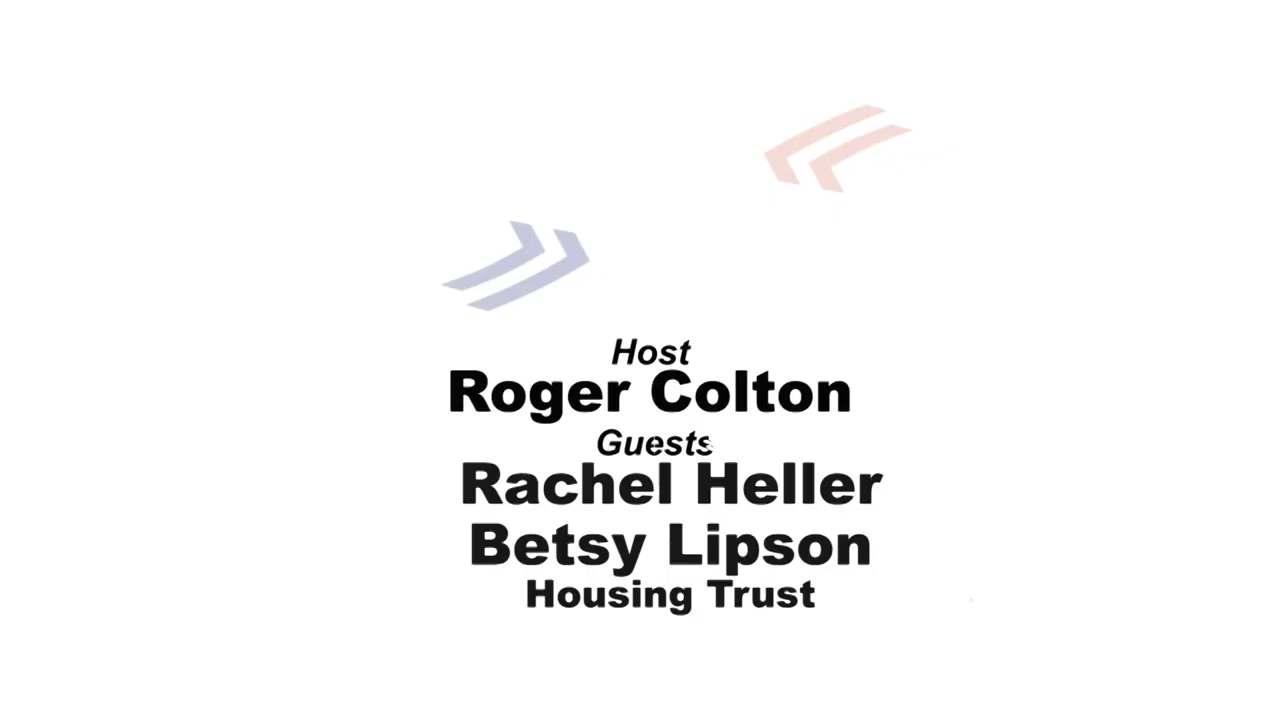 Host
Roger Colton
Guests
Rachel Heller
Betsy Lipson
Housing Trust